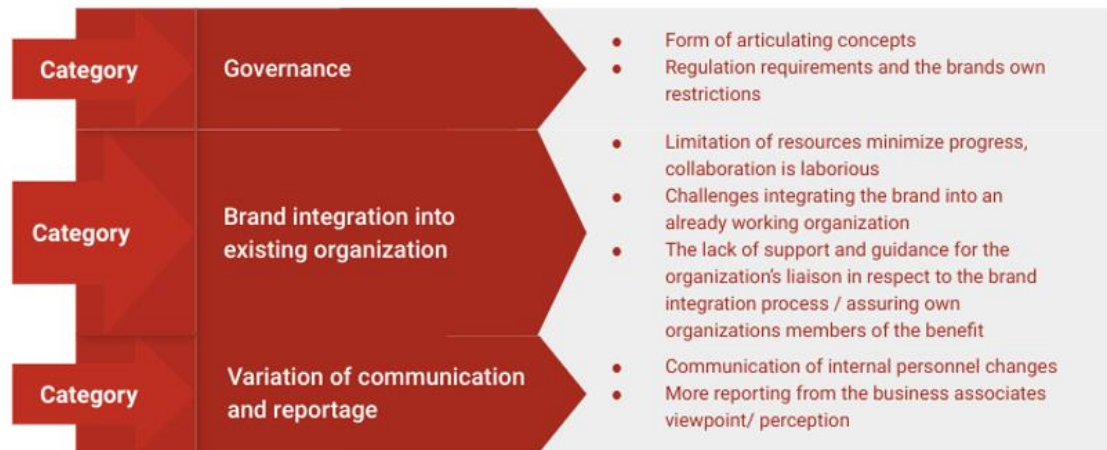 Category
Governance
● Form of articulating concepts
● Regulation requirements and the brands own
restrictions
Category
Brand integration into
existing organization
● Limitation of resources minimize progress,
collaboration is laborious
● Challenges integrating the brand into an
already working organization
● The lack of support and guidance for the
organization's liaison in respect to the brand
integration process / assuring own
organizations members of the benefit
Category
Variation of communication
and reportage
● Communication of internal personnel changes
● More reporting from the business associates
viewpoint/ perception